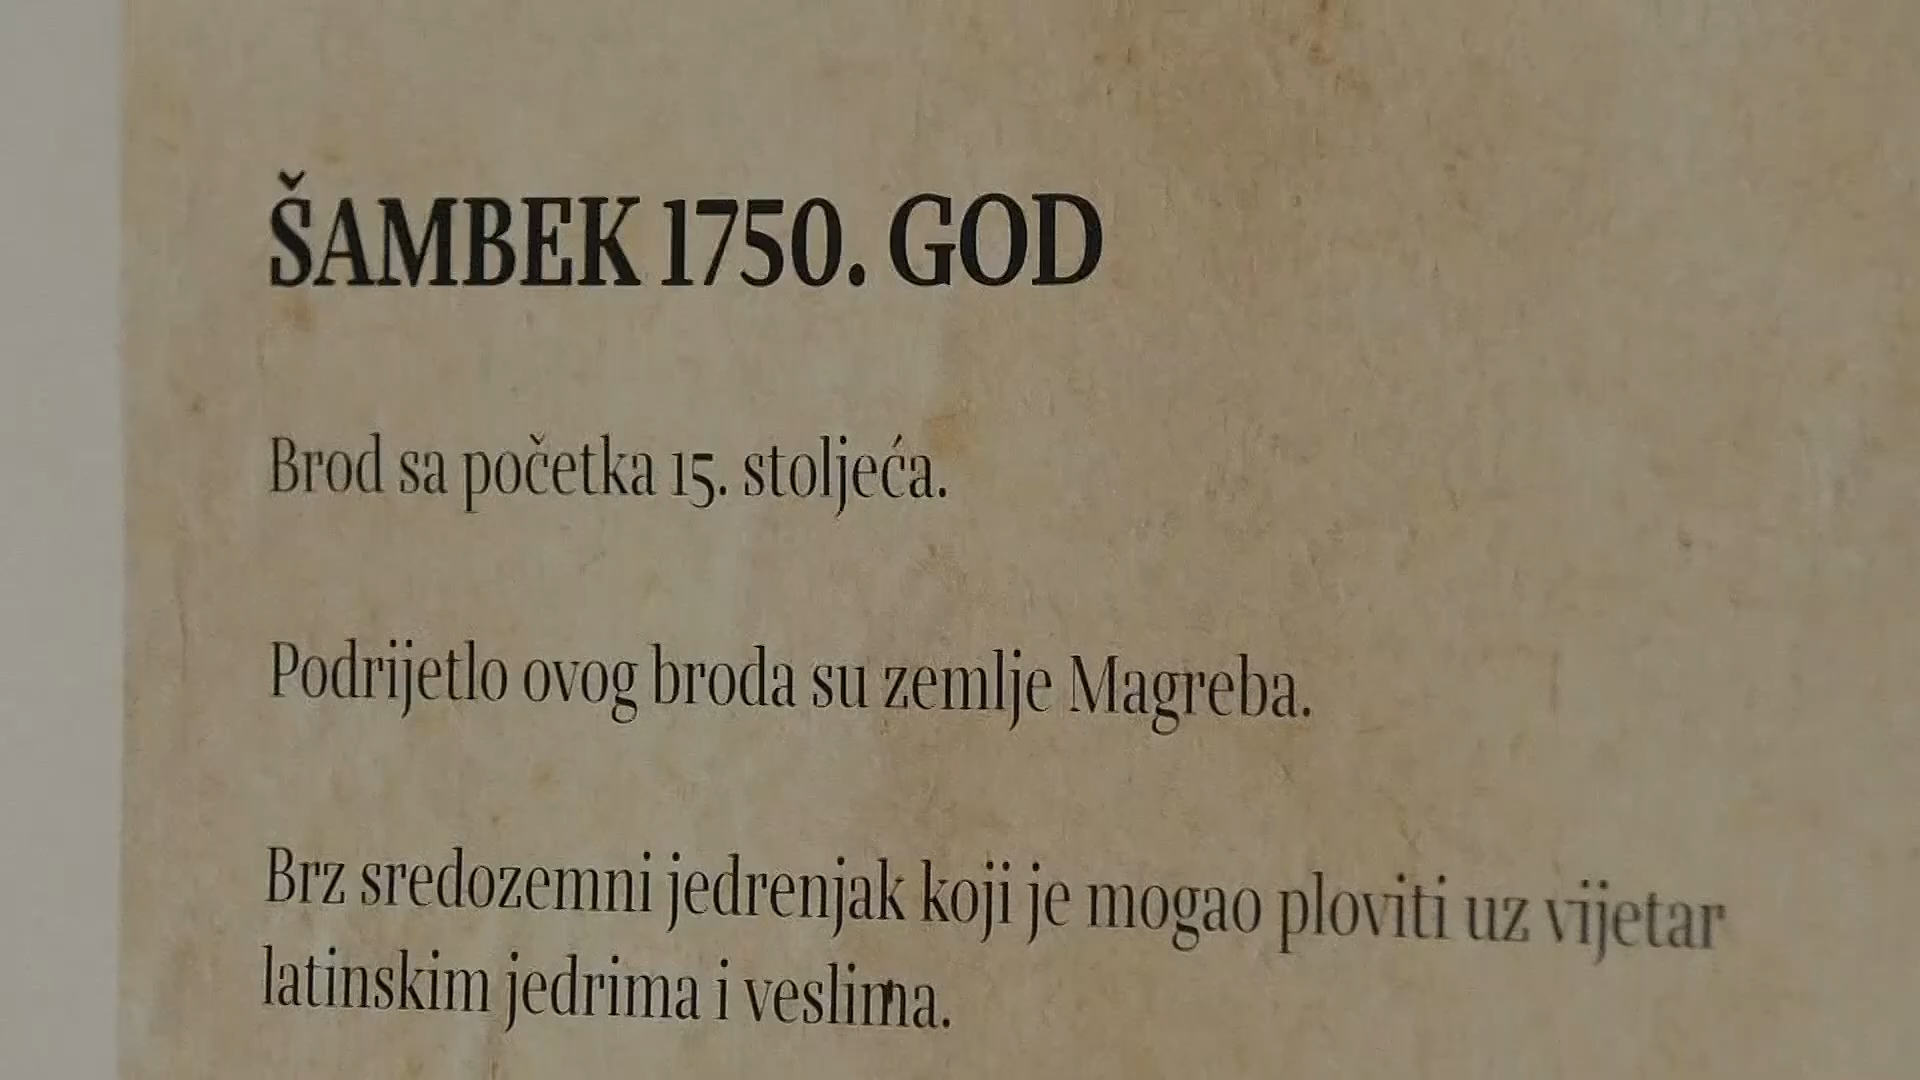 ŠAMBEK 1750. GOD
Brod sa početka 15. stoljeća.
Podrijetlo ovog broda su zemlje Magreba.
Brz sredozemni jedrenjak koji je mogao ploviti uz vijetar
latinskim jedrima i veslima.